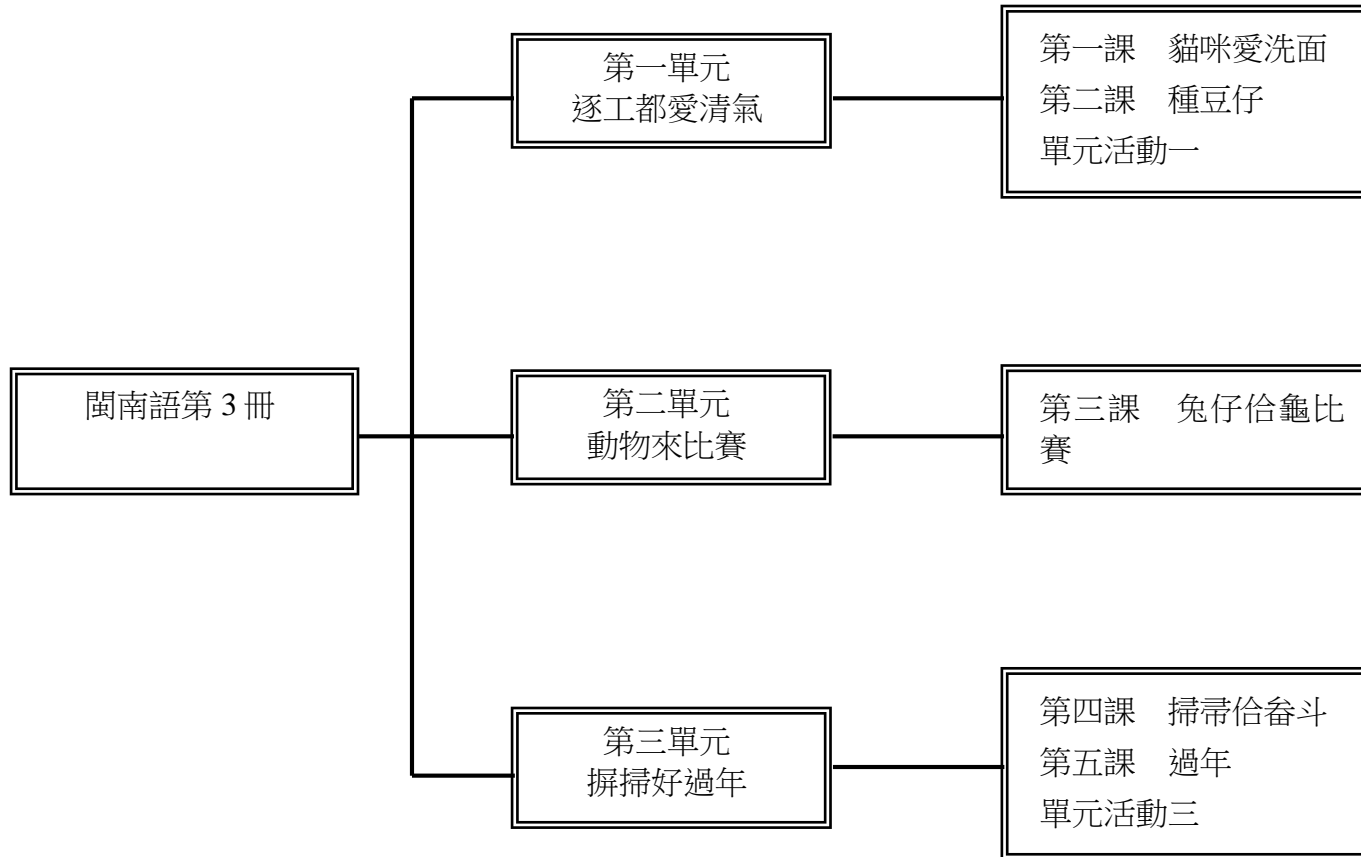 閩南語第 3 冊
第一單元
逐工都愛清氣
第一課　貓咪愛洗面
第二課　種豆仔
單元活動一
第二單元
動物來比賽
第三課　兔仔佮龜比
賽
第三單元
摒掃好過年
第四課　掃帚佮畚斗
第五課　過年
單元活動三